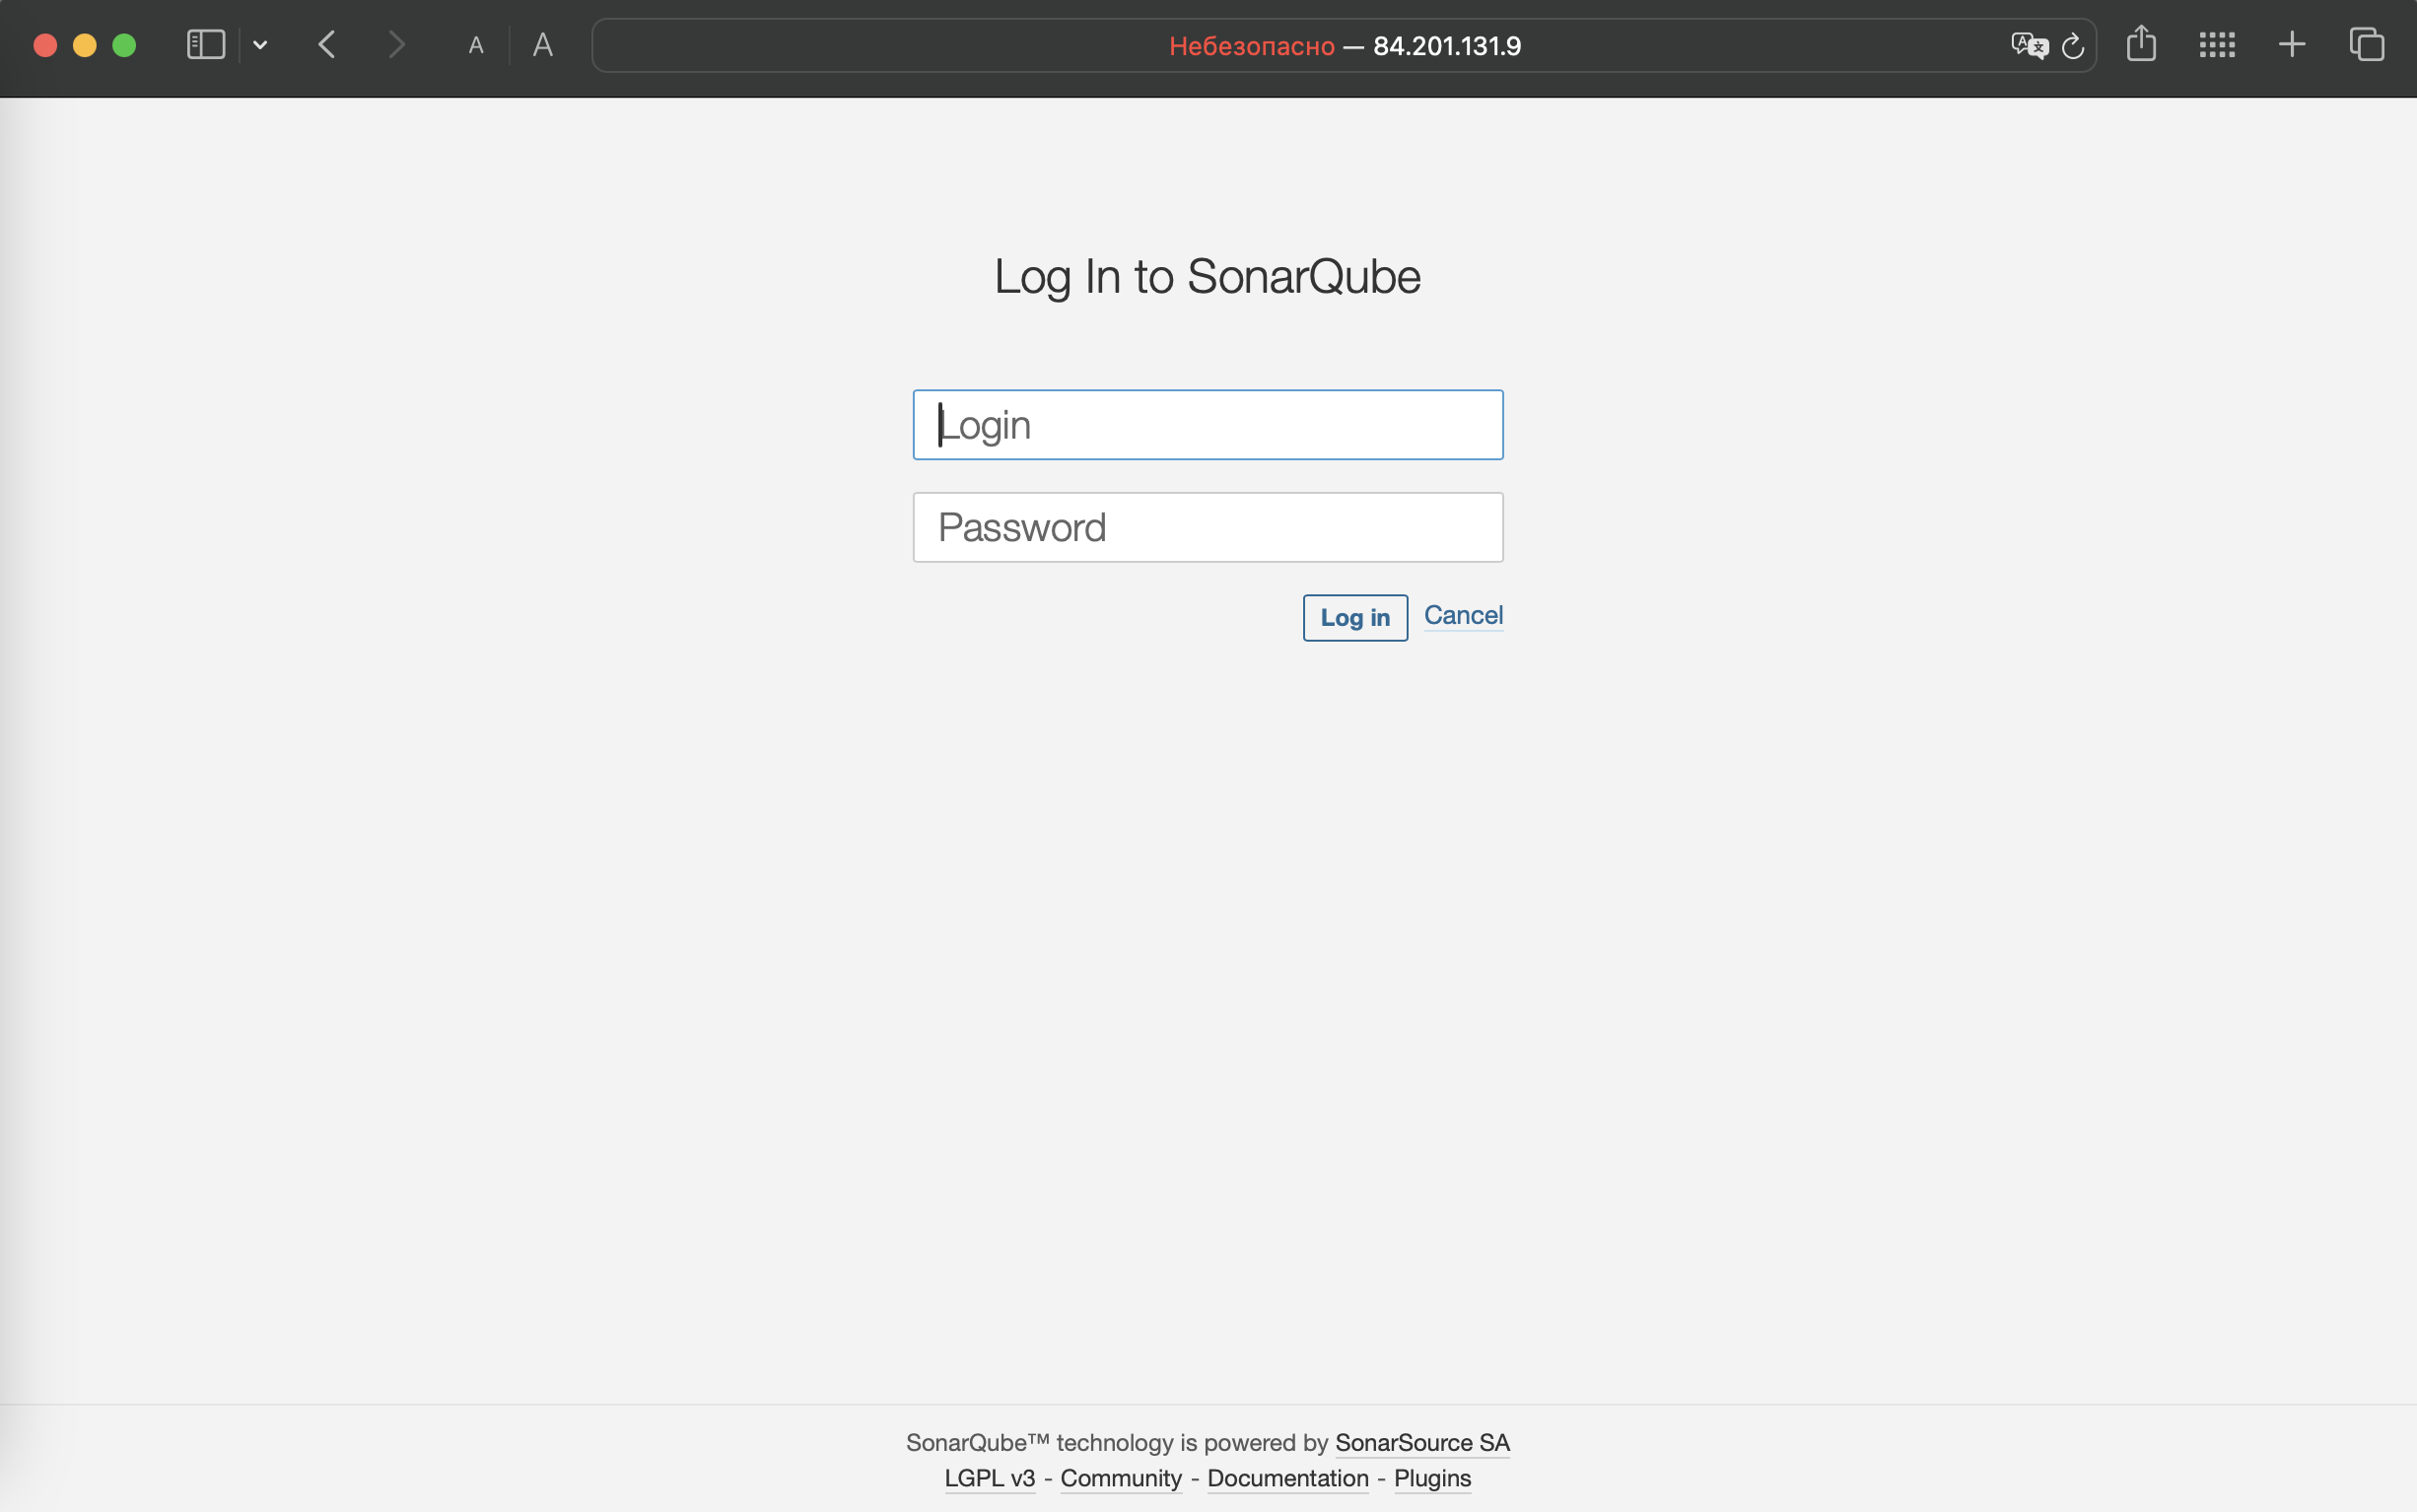 A A Небезопасно — 84.201.131.9
Log In to SonarQube
Login
Password
Log in Cancel
SonarQube™ technology is powered by SonarSource SA
LGPL v3 - Community - Documentation - Plugins